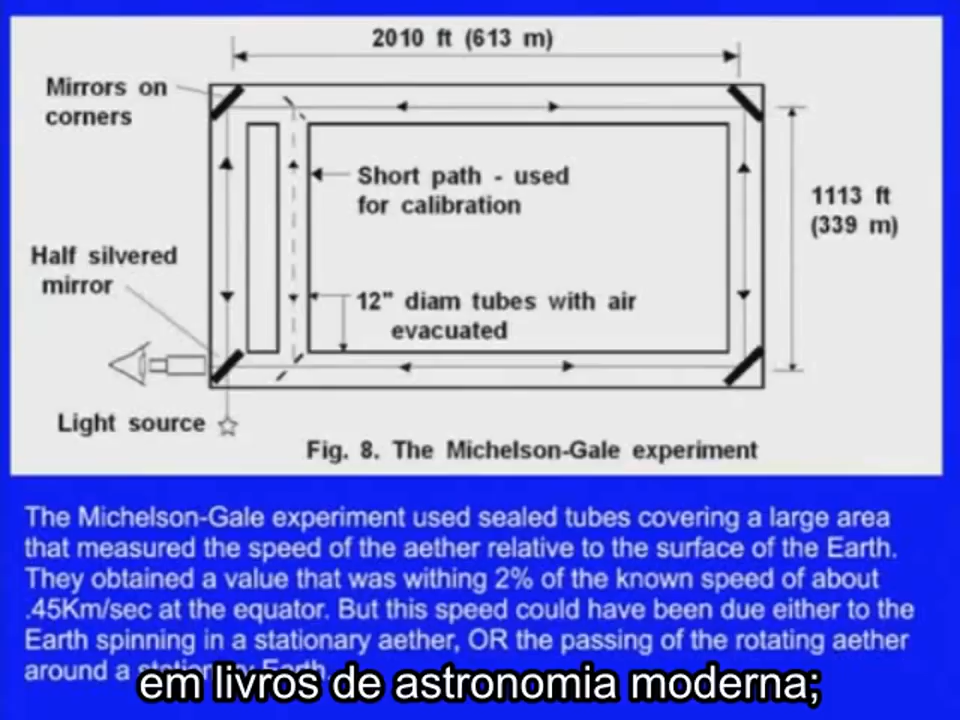 2010 ft (613 m)
Mirrors on
corners
Short path - used
for calibration
1113 ft
(339 m)
Half silvered
mirror
12" diam tubes with air
evacuated
Light source
Fig. 8. The Michelson-Gale experiment
The Michelson-Gale experiment used sealed tubes covering a large area
that measured the speed of the aether relative to the surface of the Earth.
They obtained a value that was withing 2% of the known speed of about
.45Km/sec at the equator. But this speed could have been due either to the
Earth spinning in a stationary aether, OR the passing of the rotating aether
around a stationary Earth.
em livros de astronomia moderna;